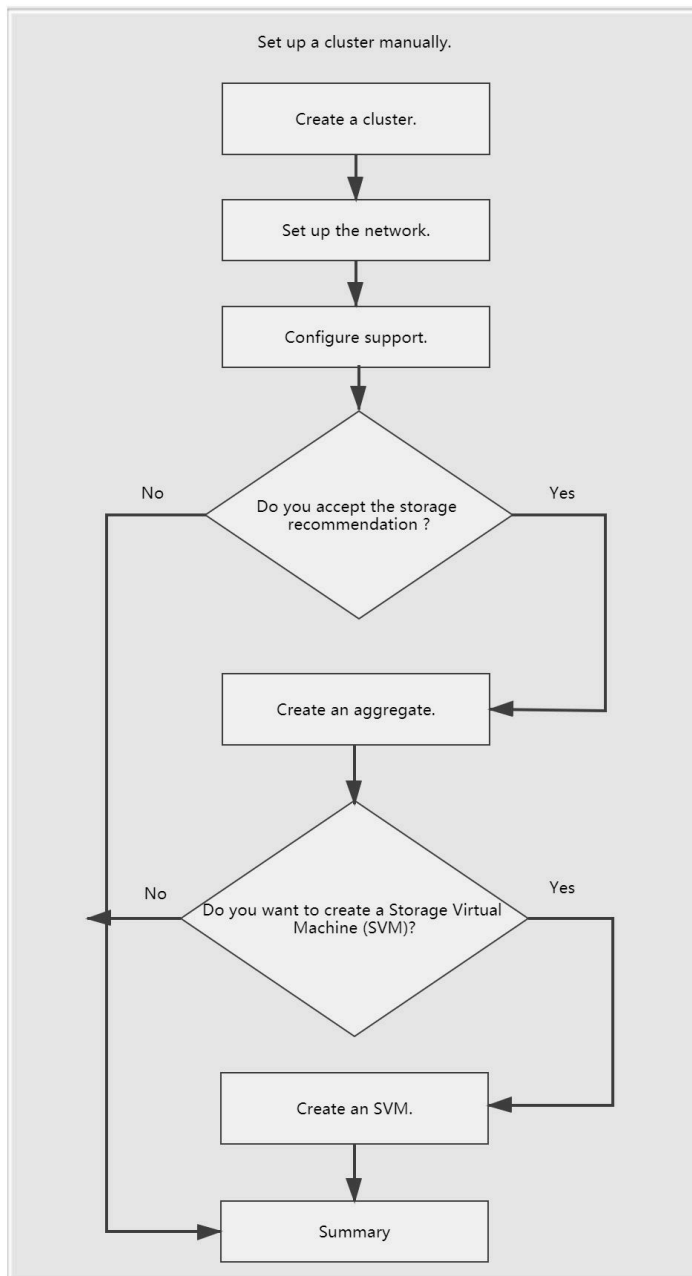 Set up a cluster manually.
Create a cluster.
Set up the network.
Configure support.
No
Yes
Do you accept the storage
recommendation ?
Create an aggregate.
No
Yes
Do you want to create a Storage Virtual
Machine (SVM)?
Create an SVM.
Summary